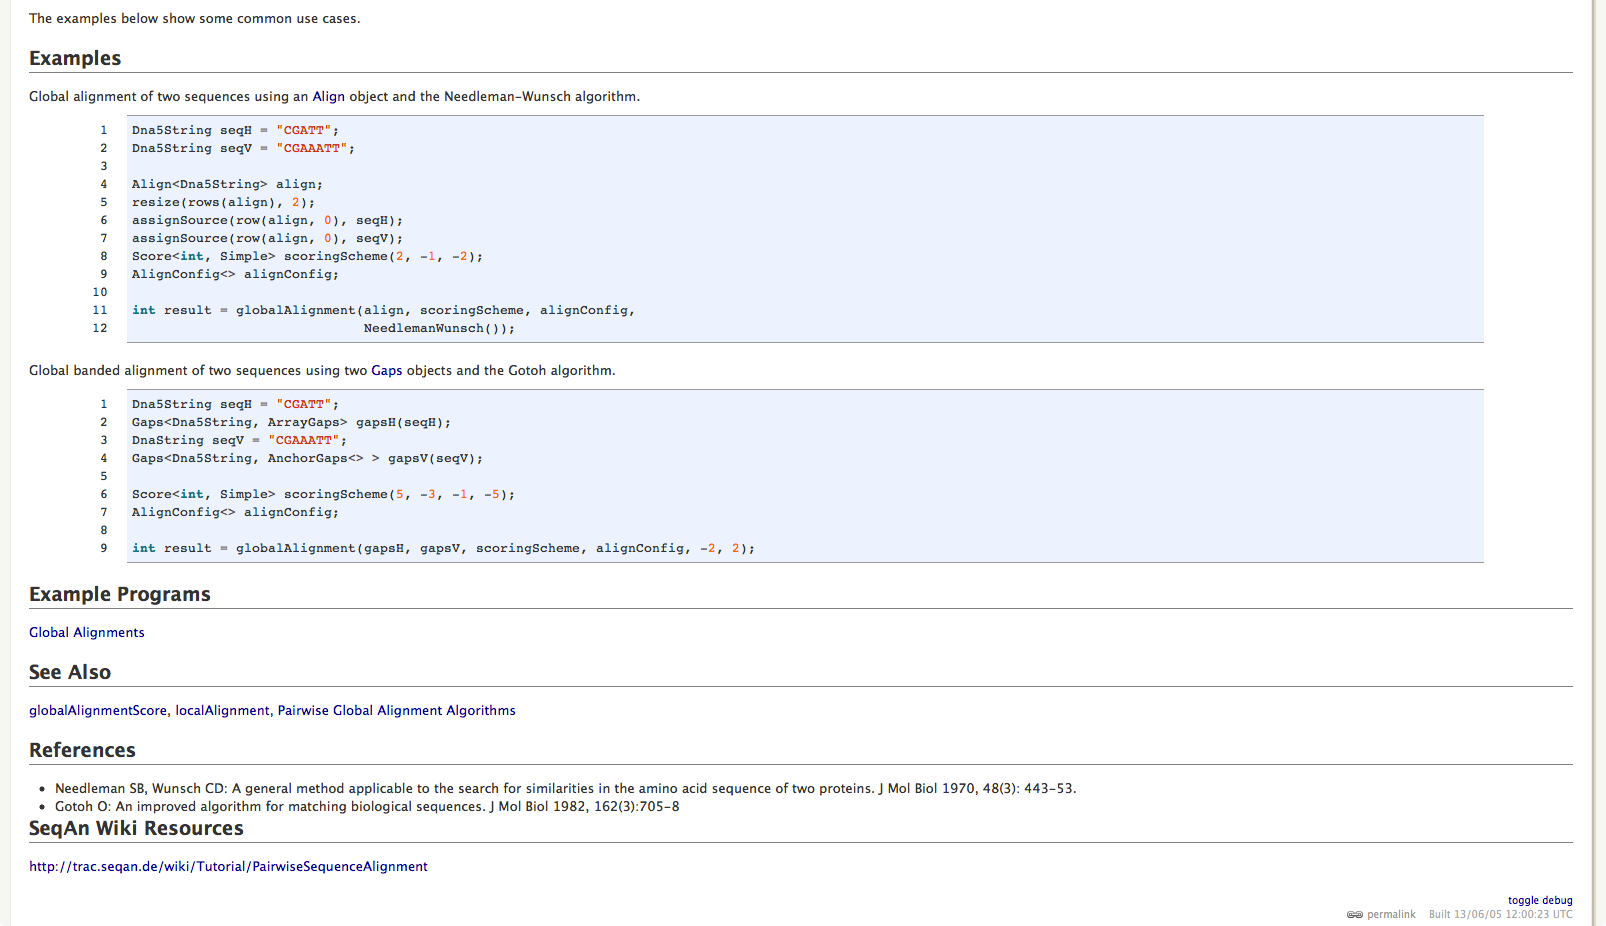 The examples below show some common use cases.
Examples
Global alignment of two sequences using an Align object and the Needleman-Wunsch algorithm.
1 Dna5String seqH = "CGATT";
2 Dna5String seqV = "CGAAATT";
3
4 Align<Dna5String> align;
5 resize(rows(align), 2);
6 assignSource(row(align, 0), seqH);
7 assignSource(row(align, 0), seqV);
8 Score<int, Simple> scoringScheme(2, -1, -2);
9 AlignConfig<> alignConfig;
10
11 int result = globalAlignment(align, scoringScheme, alignConfig,
12 NeedlemanWunsch());
Global banded alignment of two sequences using two Gaps objects and the Gotoh algorithm.
1 Dna5String seqH = "CGATT";
2 Gaps<Dna5String, ArrayGaps> gapsH(seqH);
3 DnaString seqV = "CGAAATT";
4 Gaps<Dna5String, AnchorGaps<> > gapsV(seqV);
5
6 Score<int, Simple> scoringScheme(5, -3, -1, -5);
7 AlignConfig<> alignConfig;
8
9 int result = globalAlignment(gapsH, gapsV, scoringScheme, alignConfig, -2, 2);
Example Programs
Global Alignments
See Also
globalAlignmentScore, localAlignment, Pairwise Global Alignment Algorithms
References
• Needleman SB, Wunsch CD: A general method applicable to the search for similarities in the amino acid sequence of two proteins. J Mol Biol 1970, 48(3): 443-53.
• Gotoh O: An improved algorithm for matching biological sequences. J Mol Biol 1982, 162(3):705-8
SeqAn Wiki Resources
http://trac.seqan.de/wiki/Tutorial/PairwiseSequenceAlignment
toggle debug
permalink Built 13/06/05 12:00:23 UTC